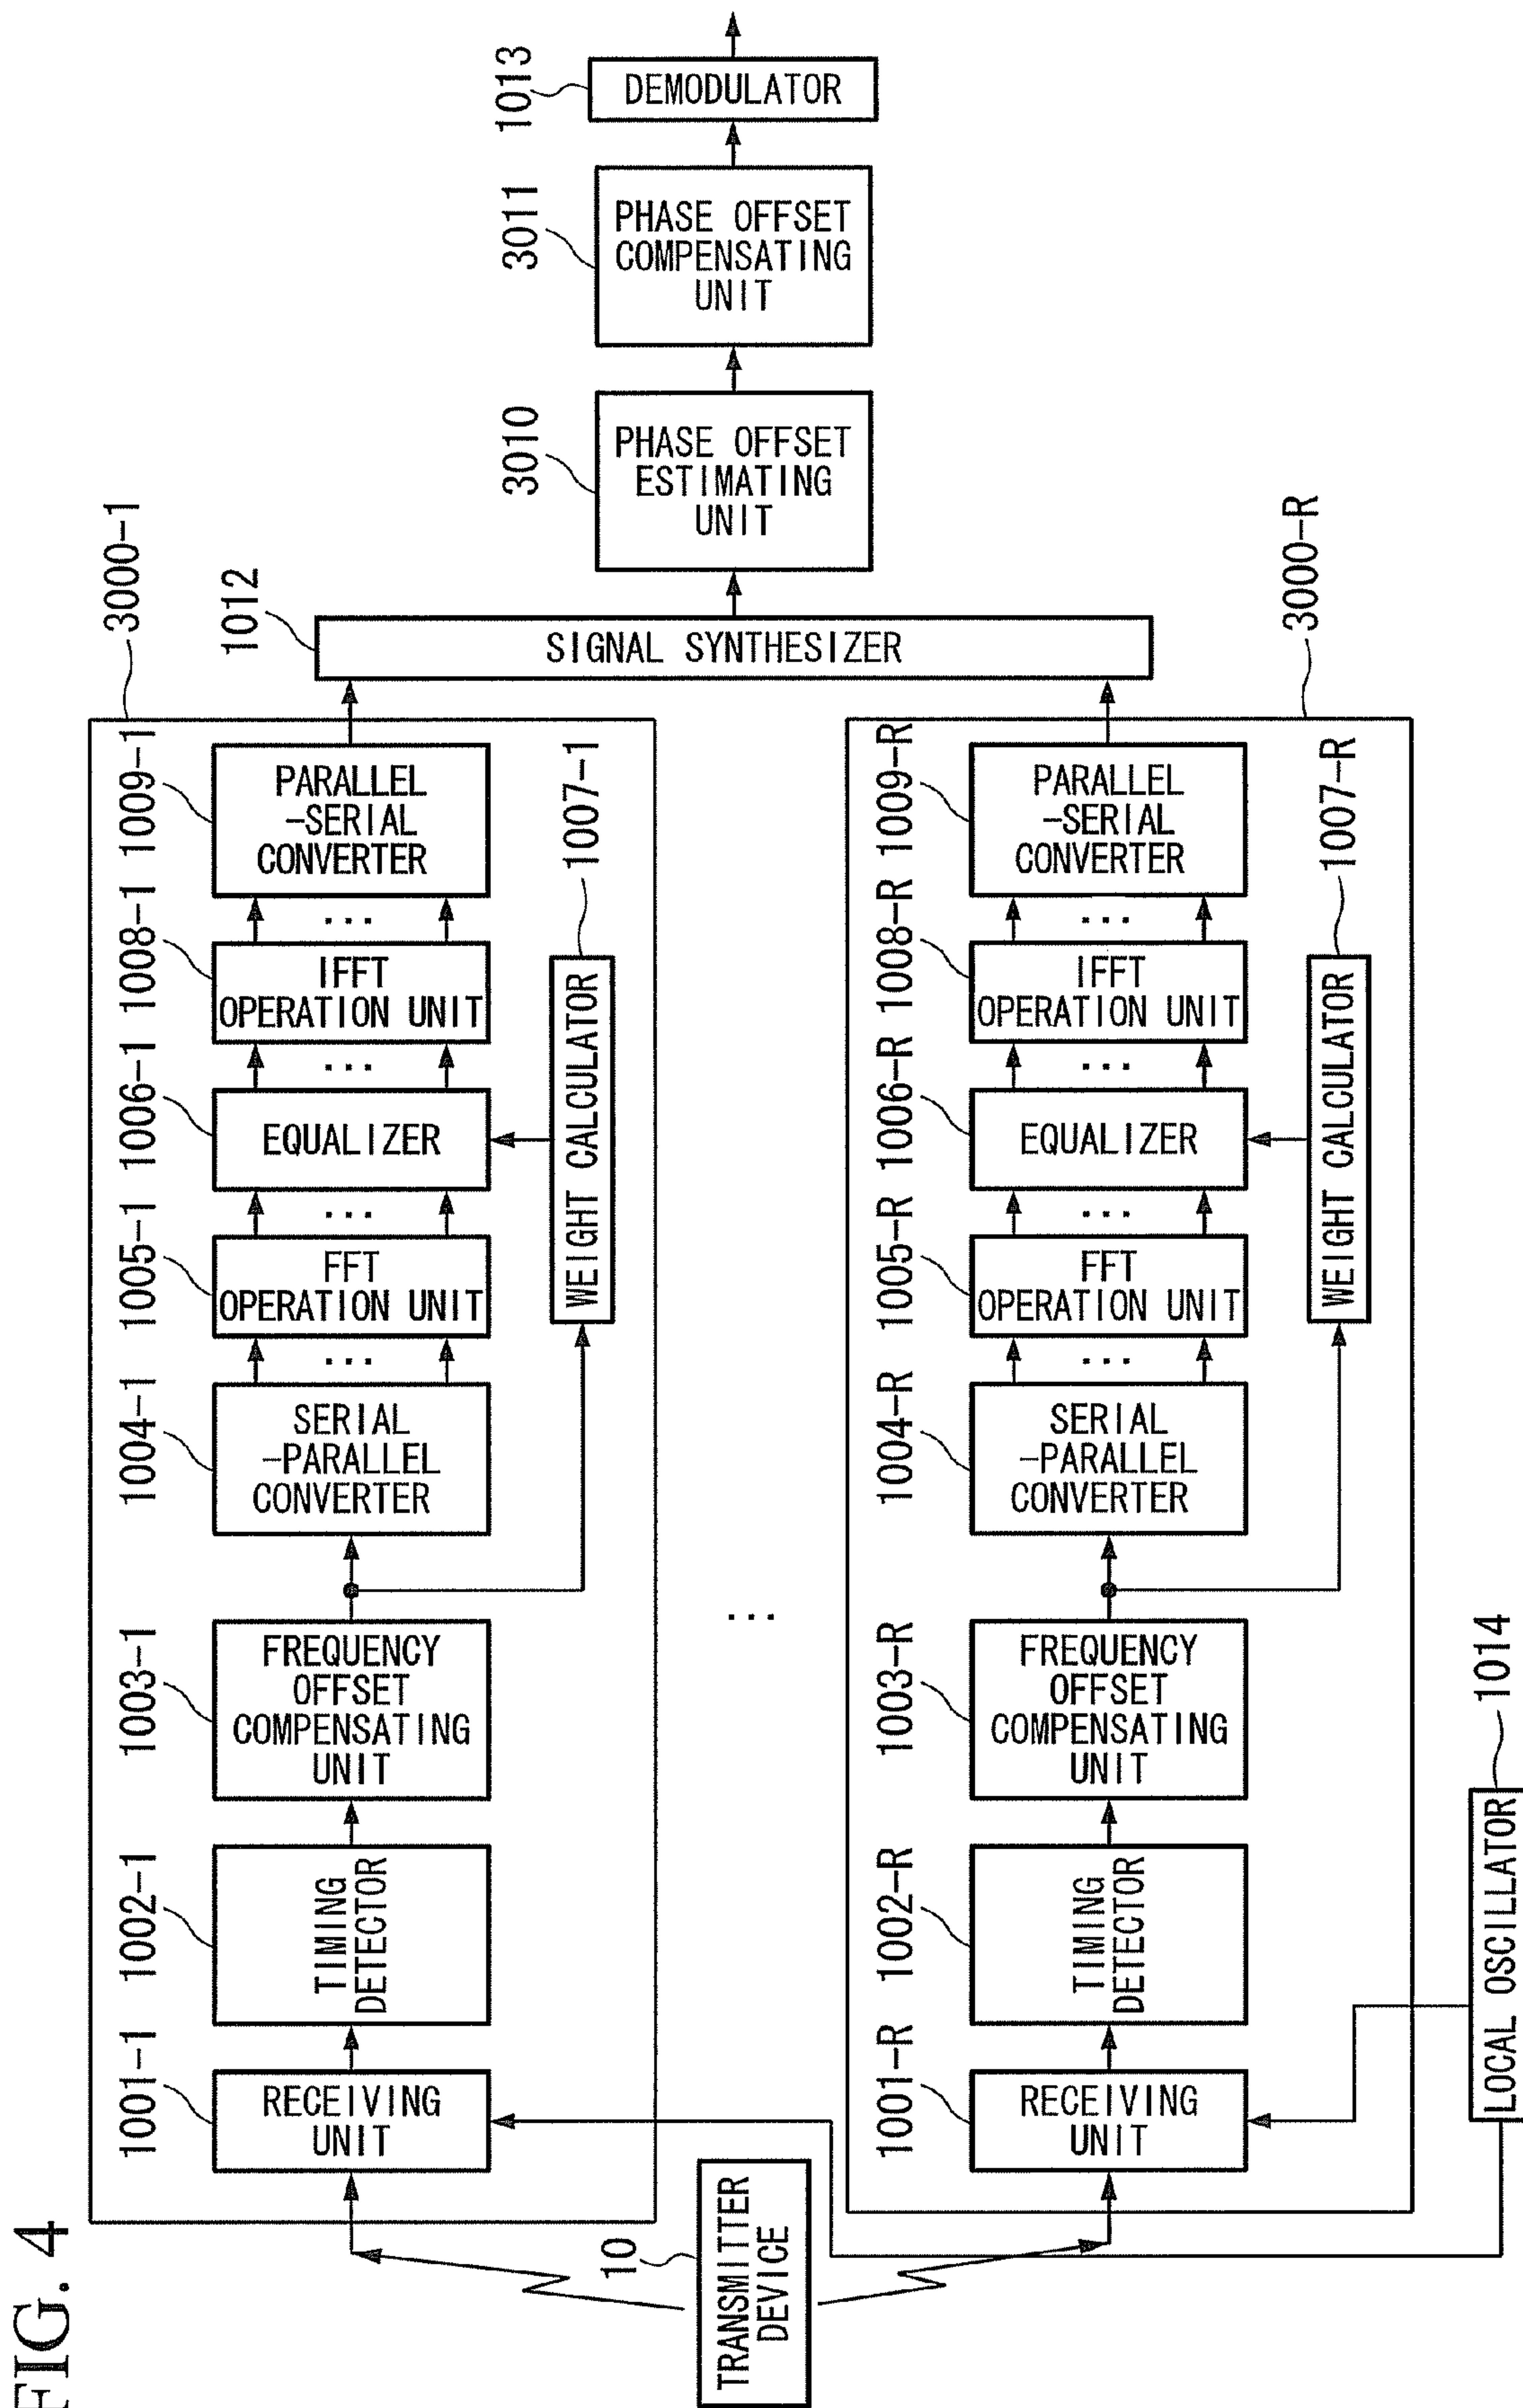 FIG. 4
10
TRANSMITTER
DEVICE
3000-1
1001-1
RECEIVING
UNIT
1002-1
TIMING
DETECTOR
1003-1
FREQUENCY
OFFSET
COMPENSATING
UNIT
1004-1
SERIAL
-PARALLEL
CONVERTER
...
1005-1
FFT
OPERATION UNIT
...
1006-1
EQUALIZER
...
1007-1
WEIGHT CALCULATOR
1008-1
IFFT
OPERATION UNIT
...
1009-1
PARALLEL
-SERIAL
CONVERTER
...
3000-R
1001-R
RECEIVING
UNIT
1002-R
TIMING
DETECTOR
1003-R
FREQUENCY
OFFSET
COMPENSATING
UNIT
1004-R
SERIAL
-PARALLEL
CONVERTER
...
1005-R
FFT
OPERATION UNIT
...
1006-R
EQUALIZER
...
1007-R
WEIGHT CALCULATOR
1008-R
IFFT
OPERATION UNIT
...
1009-R
PARALLEL
-SERIAL
CONVERTER
1014
LOCAL OSCILLATOR
1012
SIGNAL SYNTHESIZER
3010
PHASE OFFSET
ESTIMATING
UNIT
3011
PHASE OFFSET
COMPENSATING
UNIT
1013
DEMODULATOR